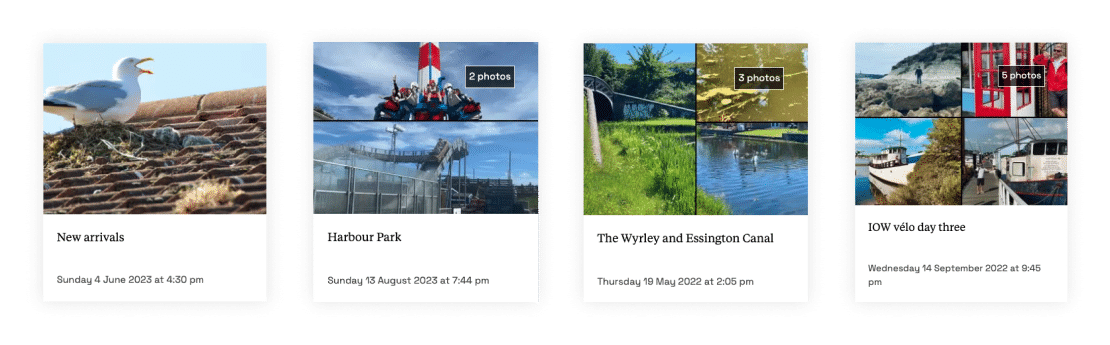 New arrivals
Sunday 4 June 2023 at 4:30 pm
2 photos
Harbour Park
Sunday 13 August 2023 at 7:44 pm
3 photos
The Wyrley and Essington Canal
Thursday 19 May 2022 at 2:05 pm
5 photos
IOW vélo day three
Wednesday 14 September 2022 at 9:45
pm